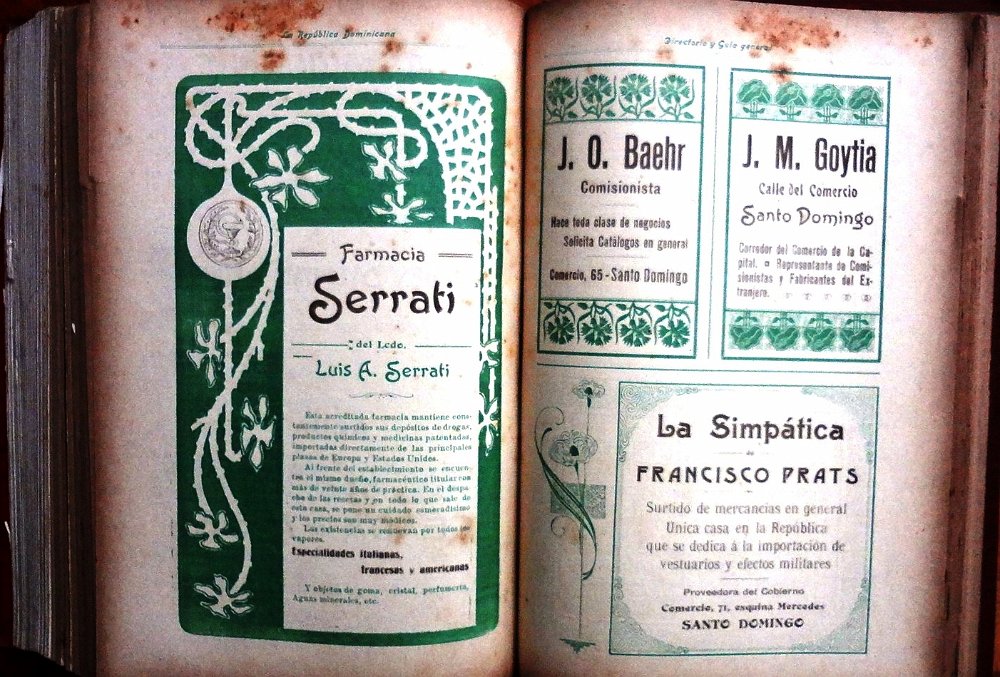 La República Dominicana
Farmacia
Serrati
del Lcdo.
Luis A. Serrati
Esta acreditada farmacia mantiene cons-
tantemente surtidos sus depósitos de drogas,
productos químicos y medicinas patentadas,
importadas directamente de las principales
plazas de Europa y Estados Unidos.
Al frente del establecimiento se encuen-
tra el mismo dueño, farmacéutico titular con
más de veinte años de práctica. En el despa-
cho de las recetas y en todo lo que sale de
esta casa, se pone un cuidado esmeradísimo
y los precios son muy módicos.
Las existencias se renuevan por todos los
vapores.
Especialidades italianas,
francesas y americanas
Y objetos de goma, cristal, perfumería,
Aguas minerales, etc.
Directorio y Guía general
J. O. Baehr
Comisionista
Hace toda clase de negocios
Solicita Catálogos en general
Comercio, 65 - Santo Domingo
J. M. Goytia
Calle del Comercio
Santo Domingo
Corredor del Comercio de la Ca-
pital. Representante de Comi-
sionistas y Fabricantes del Ex-
tranjero.
La Simpática
de
FRANCISCO PRATS
Surtido de mercancias en general
Unica casa en la República
que se dedica á la importación de
vestuarios y efectos militares
Proveedora del Gobierno
Comercio, 71, esquina Mercedes
SANTO DOMINGO